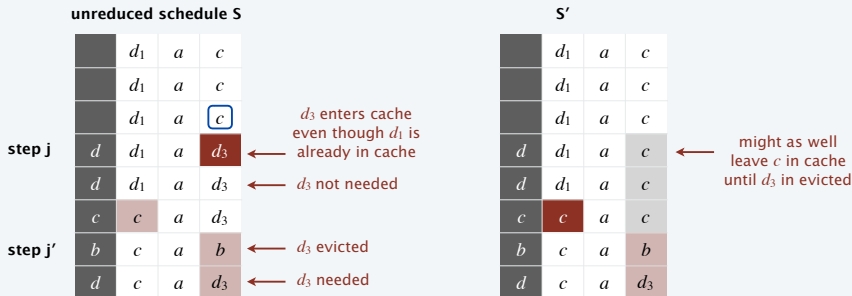 unreduced schedule S
S′
d₁ a c
d₁ a c
d₁ a c
d₁ a c
d₁ a c
d₁ a c
d₃ enters cache
even though d₁ is
already in cache
step j
d d₁ a d₃
d d₁ a c
might as well
leave c in cache
until d₃ in evicted
d d₁ a d₃
d₃ not needed
d d₁ a c
c c a d₃
c c a c
step j′
b c a b
d₃ evicted
b c a b
d c a d₃
d₃ needed
d c a d₃